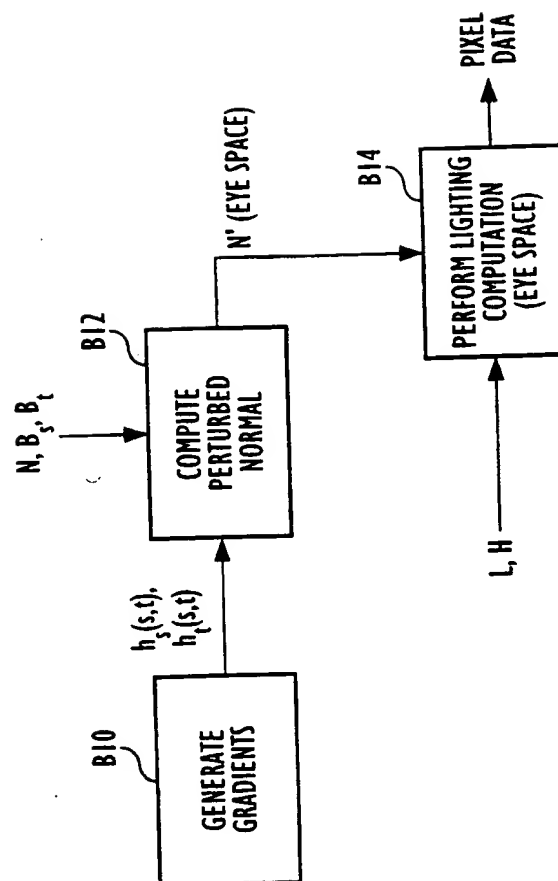 B10
GENERATE
GRADIENTS
h_s(s,t),
h_t(s,t)
N, B_s, B_t
B12
COMPUTE
PERTURBED
NORMAL
N' (EYE SPACE)
B14
PERFORM LIGHTING
COMPUTATION
(EYE SPACE)
L, H
PIXEL
DATA